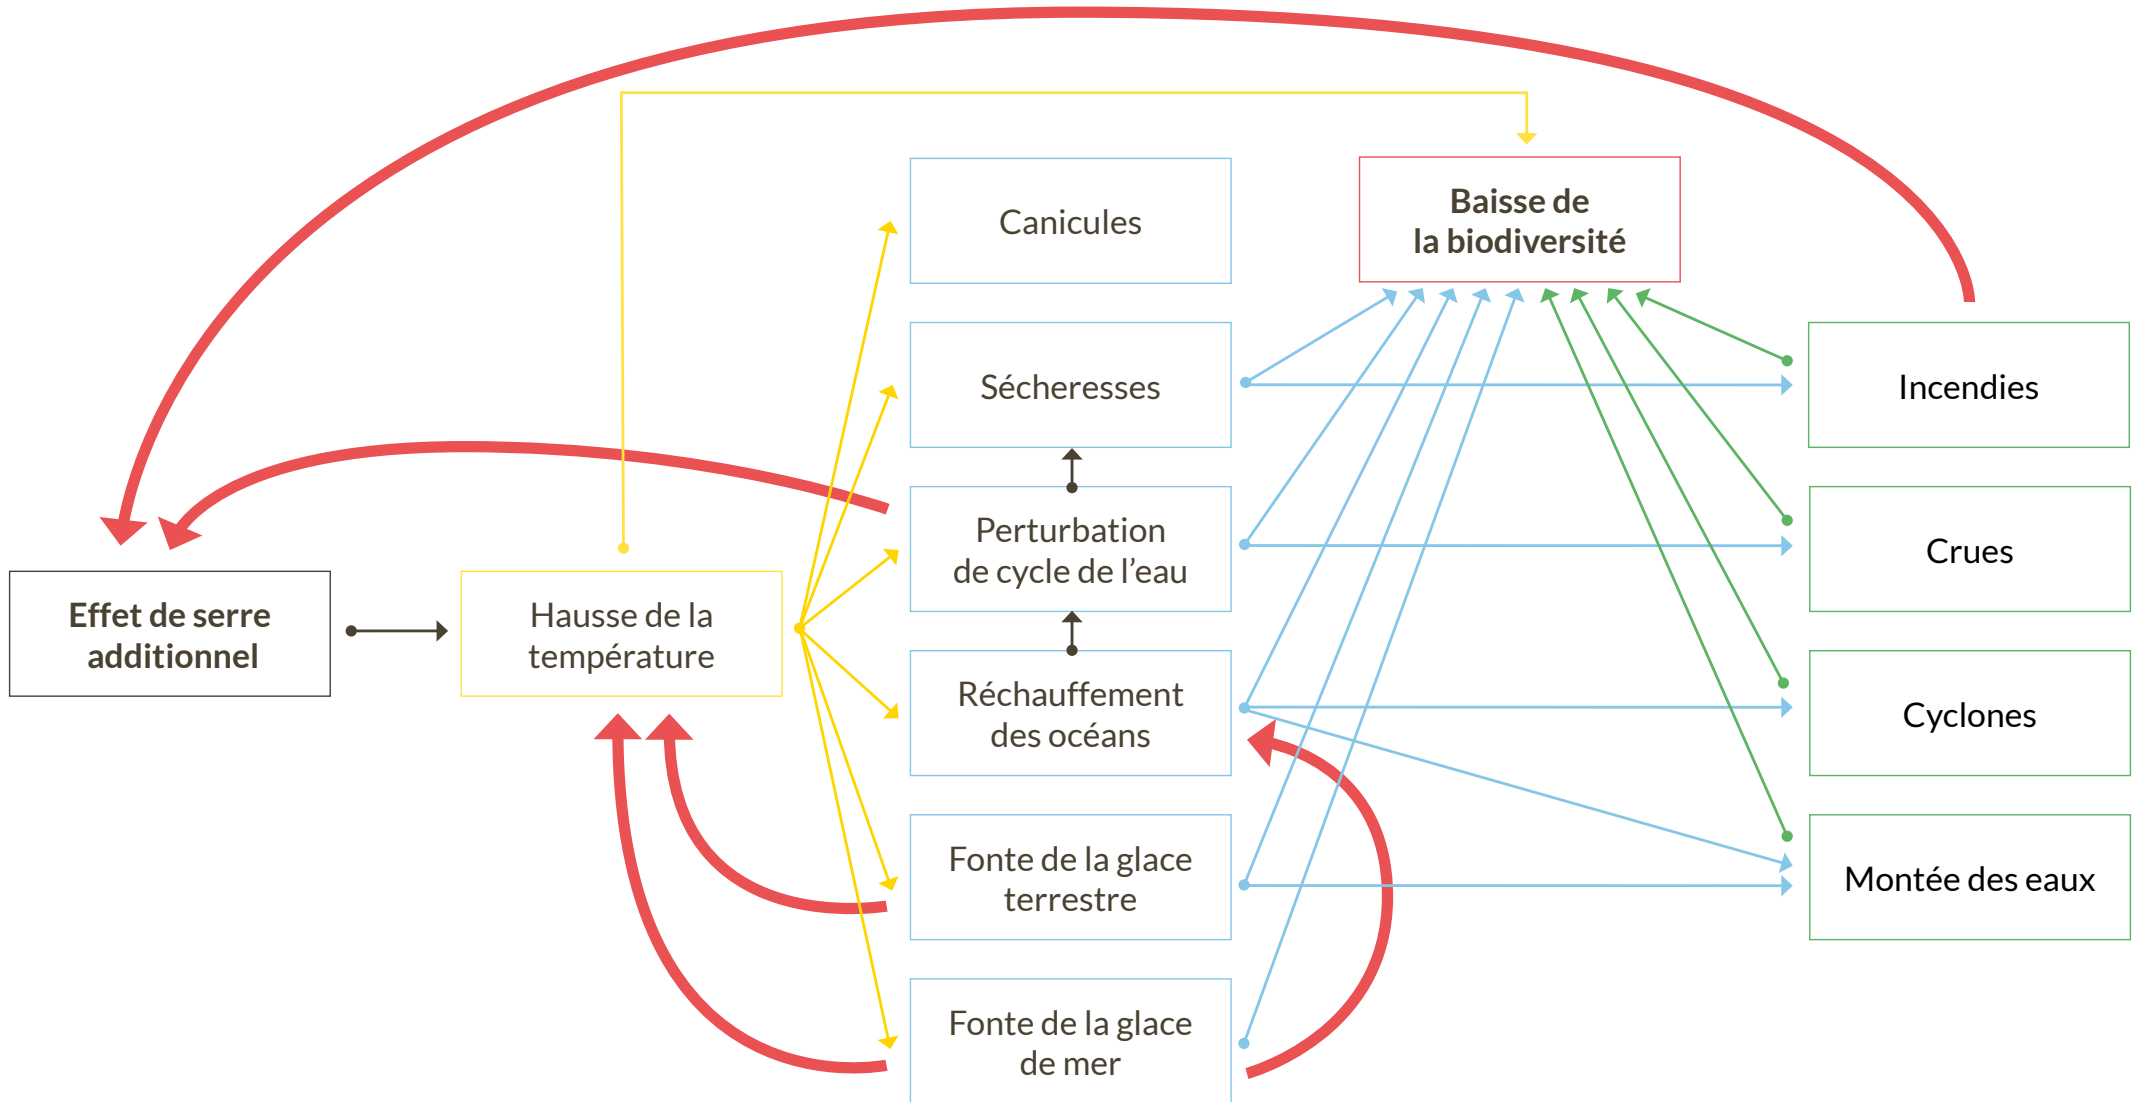 Canicules
Baisse de
la biodiversité
Sécheresses
Incendies
Perturbation
de cycle de l’eau
Crues
Effet de serre
additionnel
Hausse de la
température
Réchauffement
des océans
Cyclones
Fonte de la glace
terrestre
Montée des eaux
Fonte de la glace
de mer